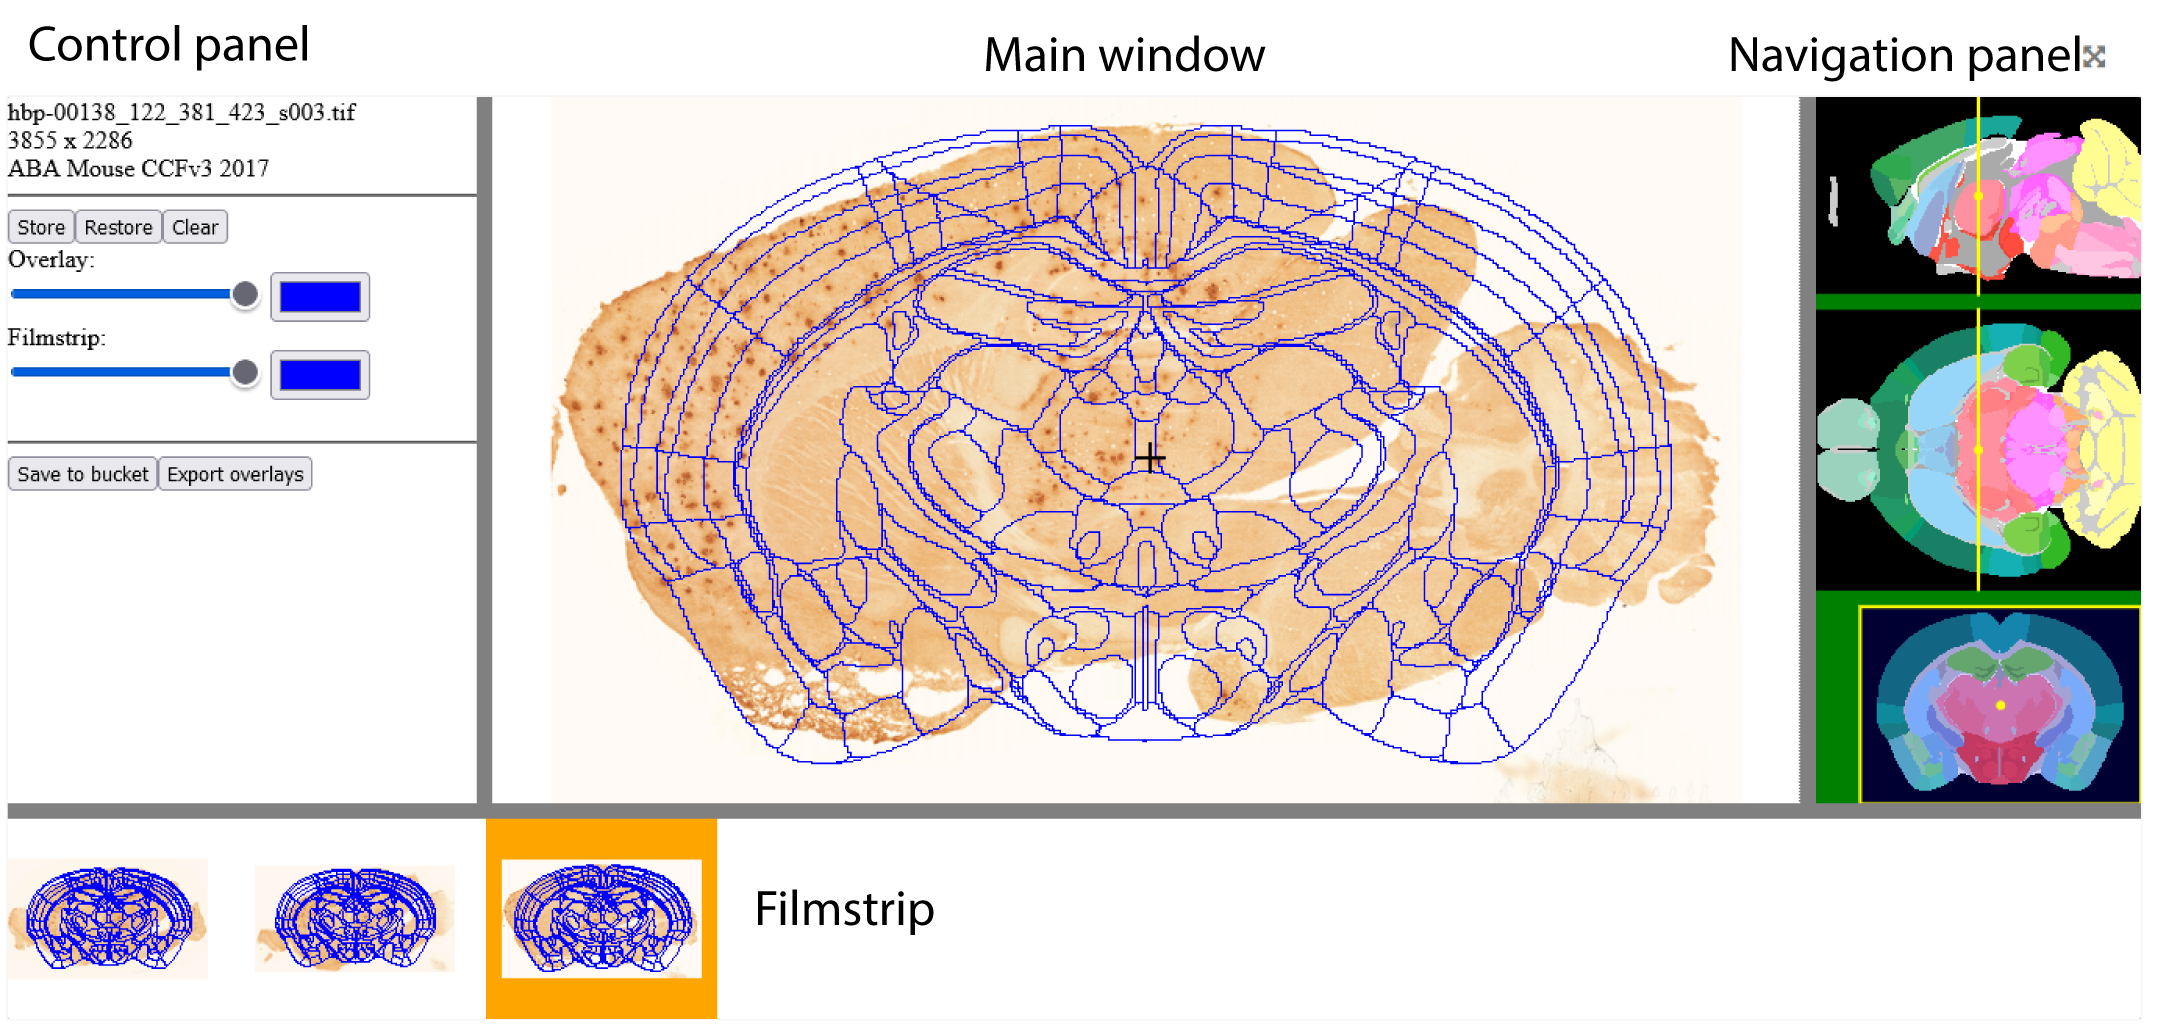 Control panel
Main window
Navigation panel
hbp-00138_122_381_423_s003.tif
3855 x 2286
ABA Mouse CCFv3 2017
Store Restore Clear
Overlay:
Filmstrip:
Save to bucket Export overlays
Filmstrip